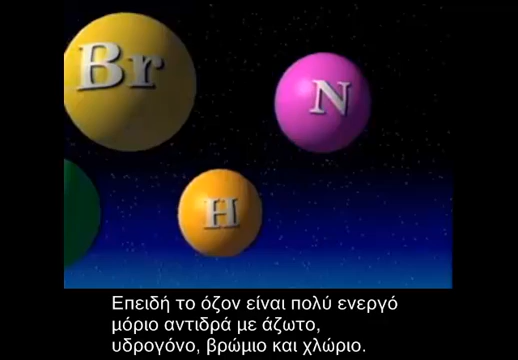 Br
N
H
Επειδή το όζον είναι πολύ ενεργό
μόριο αντιδρά με άζωτο,
υδρογόνο, βρώμιο και χλώριο.